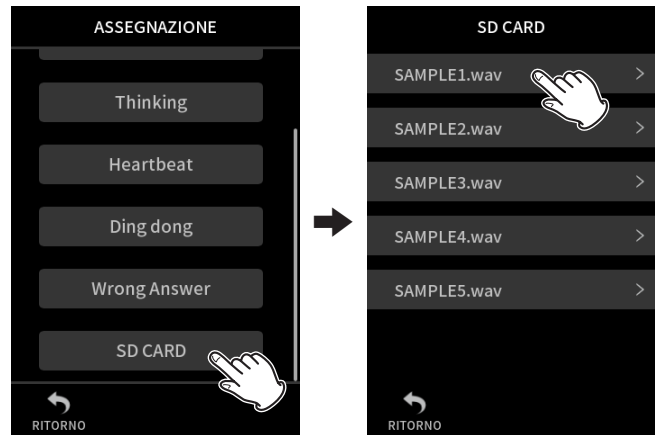 ASSEGNAZIONE
Thinking
Heartbeat
Ding dong
Wrong Answer
SD CARD
RITORNO
SD CARD
SAMPLE1.wav
SAMPLE2.wav
SAMPLE3.wav
SAMPLE4.wav
SAMPLE5.wav
RITORNO